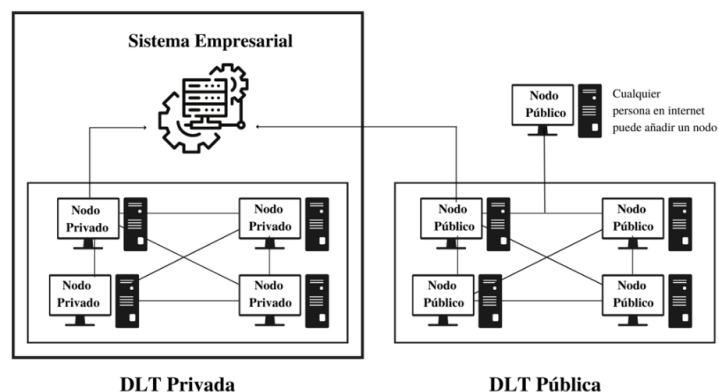 Sistema Empresarial
Nodo
Público
Cualquier
persona en internet
puede añadir un nodo
Nodo
Privado
Nodo
Privado
Nodo
Privado
Nodo
Privado
Nodo
Público
Nodo
Público
Nodo
Público
Nodo
Público
DLT Privada
DLT Pública